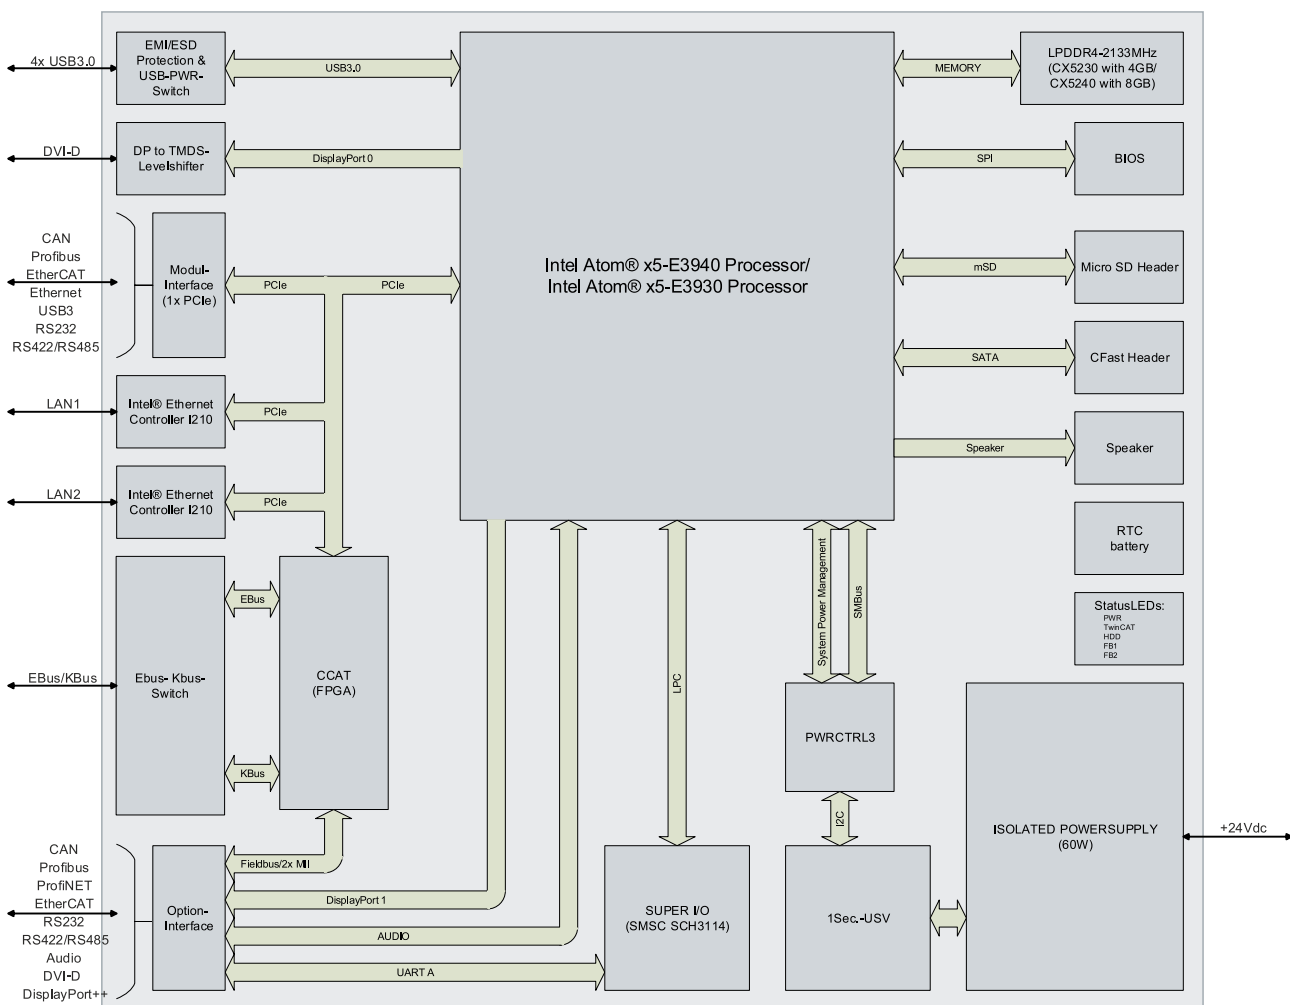 4x USB3.0
EMI/ESD
Protection &
USB-PWR-
Switch
USB3.0
MEMORY
LPDDR4-2133MHz
(CX5230 with 4GB/
CX5240 with 8GB)
DVI-D
DP to TMDS-
Levelshifter
DisplayPort 0
SPI
BIOS
Intel Atom® x5-E3940 Processor/
Intel Atom® x5-E3930 Processor
mSD
Micro SD Header
CAN
Profibus
EtherCAT
Ethernet
USB3
RS232
RS422/RS485
Modul-
Interface
(1x PCIe)
PCIe
PCIe
SATA
CFast Header
LAN1
Intel® Ethernet
Controller I210
PCIe
Speaker
Speaker
LAN2
Intel® Ethernet
Controller I210
PCIe
RTC
battery
EBus/KBus
Ebus- Kbus-
Switch
EBus
KBus
CCAT
(FPGA)
LPC
System Power Management
SMBus
StatusLEDs:
PWR
TwinCAT
HDD
FB1
FB2
PWRCTRL3
I2C
ISOLATED POWERSUPPLY
(60W)
+24Vdc
CAN
Profibus
ProfiNET
EtherCAT
RS232
RS422/RS485
Audio
DVI-D
DisplayPort++
Option-
Interface
Fieldbus/2x MII
DisplayPort 1
AUDIO
UART A
SUPER I/O
(SMSC SCH3114)
1Sec.-USV